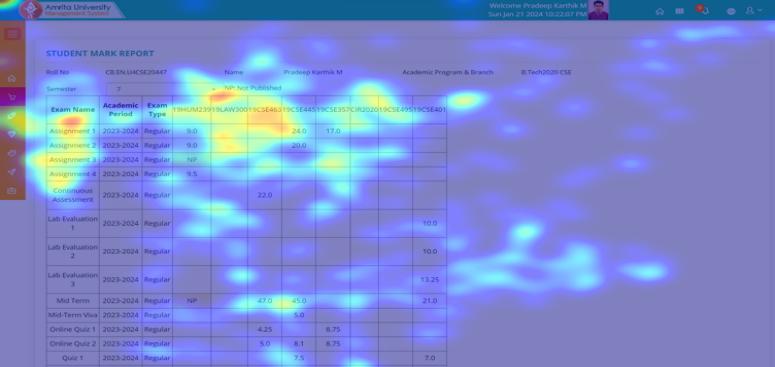 Amrita University
Management System
Welcome Pradeep Karthik M
Sun Jan 21 2024 10:22:07 PM
STUDENT MARK REPORT
Roll No CB.EN.U4CSE20447 Name Pradeep Karthik M Academic Program & Branch B.Tech2020 CSE
Semester 7 NP:Not Published
Exam Name Academic Period Exam Type 19HUM239 19LAW300 19CSE463 19CSE445 19CSE357 CIR2020 19CSE495 19CSE401
Assignment 1 2023-2024 Regular 9.0 24.0 17.0
Assignment 2 2023-2024 Regular 9.0 20.0
Assignment 3 2023-2024 Regular NP
Assignment 4 2023-2024 Regular 9.5
Continuous Assessment 2023-2024 Regular 22.0
Lab Evaluation 1 2023-2024 Regular 10.0
Lab Evaluation 2 2023-2024 Regular 10.0
Lab Evaluation 3 2023-2024 Regular 13.25
Mid Term 2023-2024 Regular NP 47.0 45.0 21.0
Mid-Term Viva 2023-2024 Regular 5.0
Online Quiz 1 2023-2024 Regular 4.25 8.75
Online Quiz 2 2023-2024 Regular 5.0 8.1 8.75
Quiz 1 2023-2024 Regular 7.5 7.0